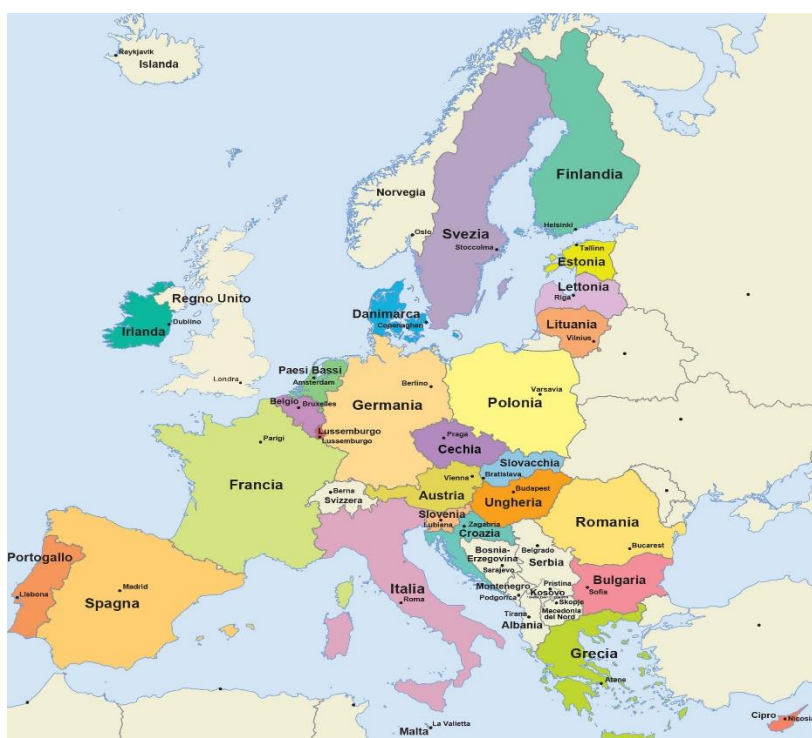 Reykjavik
Islanda
Finlandia
Norvegia
Helsinki
Oslo
Svezia
Stoccolma
Tallinn
Estonia
Lettonia
Riga
Regno Unito
Danimarca
Copenagher
Lituania
Vilnius
Irlanda
Dublino
Londra
Paesi Bassi
Amsterdam
Berlino
Varsavia
Polonia
Germania
Belgio
Bruxelles
Lussemburgo
Lussemburgo
Parigi
Praga
Cechia
Slovacchia
Bratislava
Vienna
Francia
Berna
Svizzera
Austria
Budapest
Ungheria
Slovenia
Lubiana
Zagabria
Croazia
Romania
Bucarest
Bosnia-
Erzegovina
Sarajevo
Belgrado
Serbia
Portogallo
Lisbona
Madrid
Spagna
Italia
Roma
Montenegro
Podgorica
Pristina
Kosovo
Bulgaria
Sofia
Skopje
Macedonia
del Nord
Tirana
Albania
Grecia
Atene
Malta
La Valletta
Cipro
Nicosia